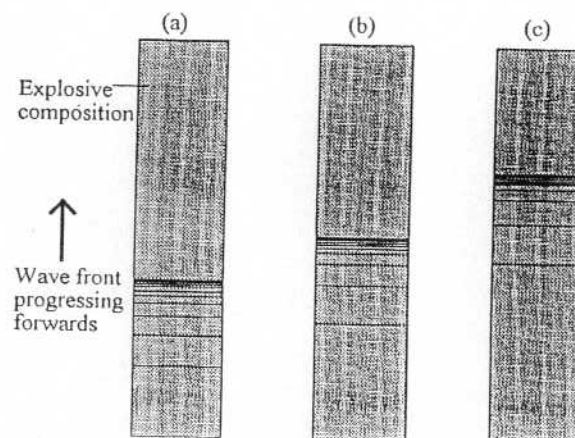 (a)
(b)
(c)
Explosive
composition
Wave front
progressing
forwards